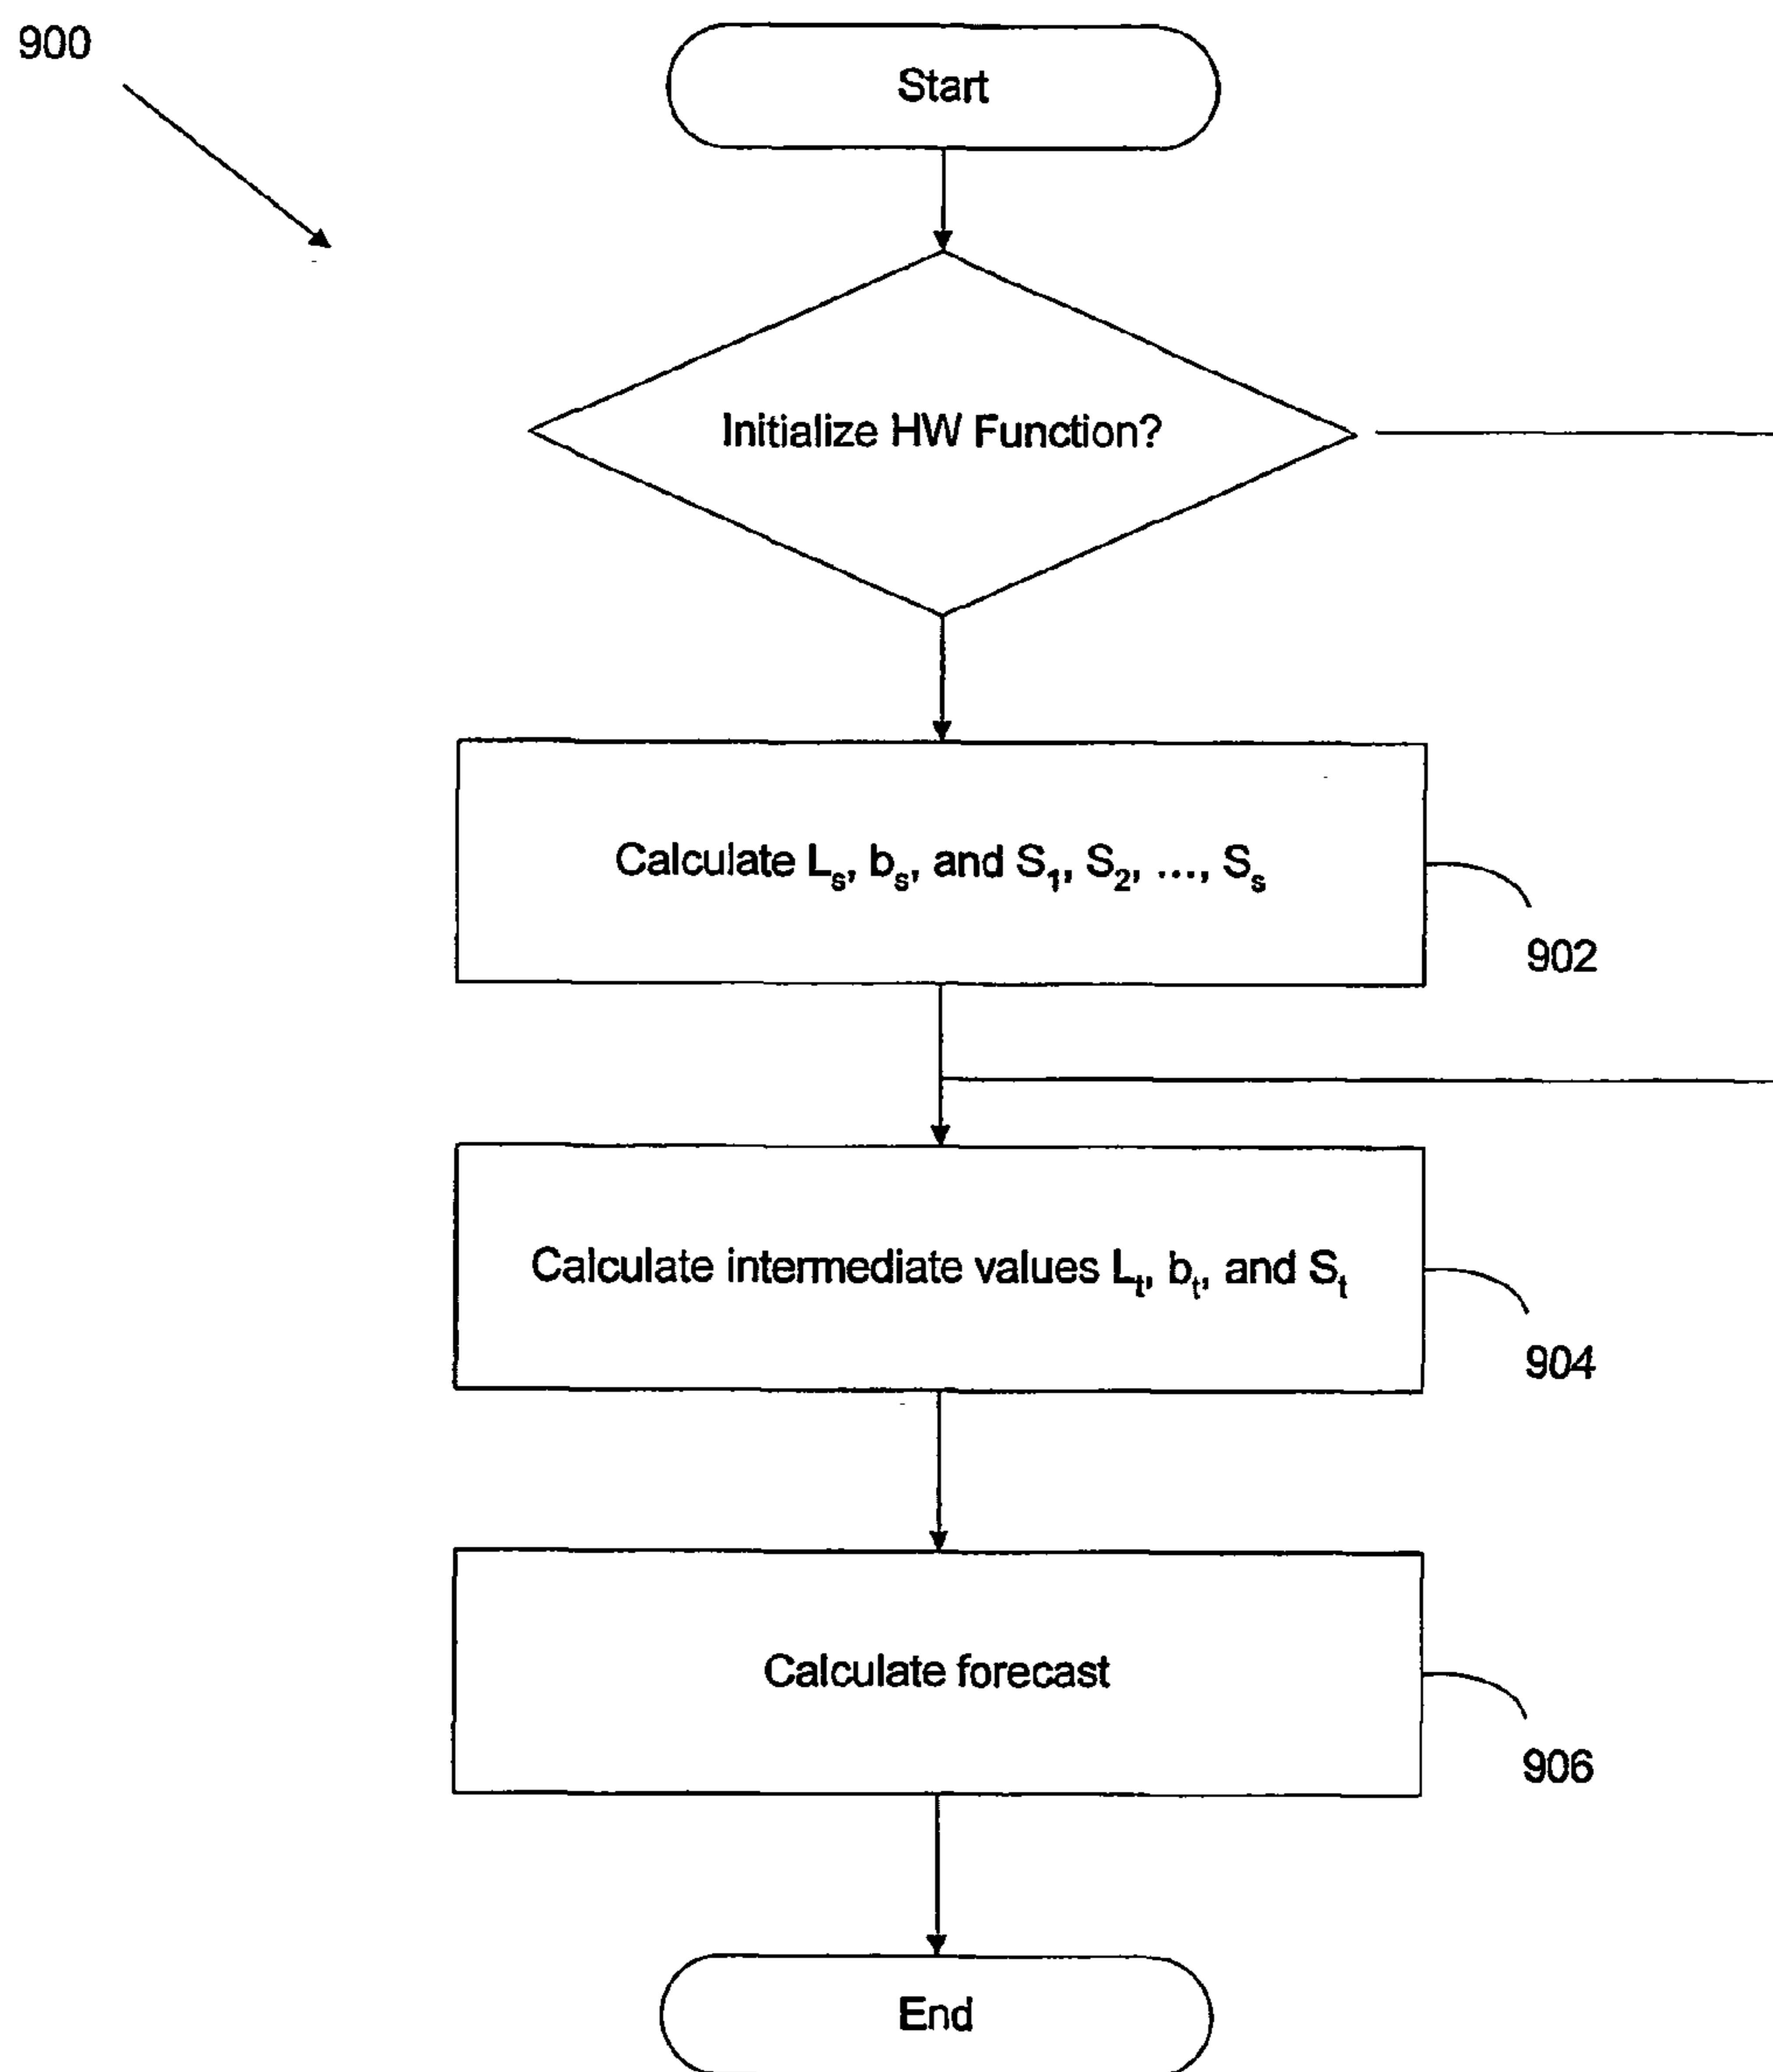 900
Start
Initialize HW Function?
Calculate Lₛ, bₛ, and S₁, S₂, ..., Sₛ
902
Calculate intermediate values Lₜ, bₜ, and Sₜ
904
Calculate forecast
906
End